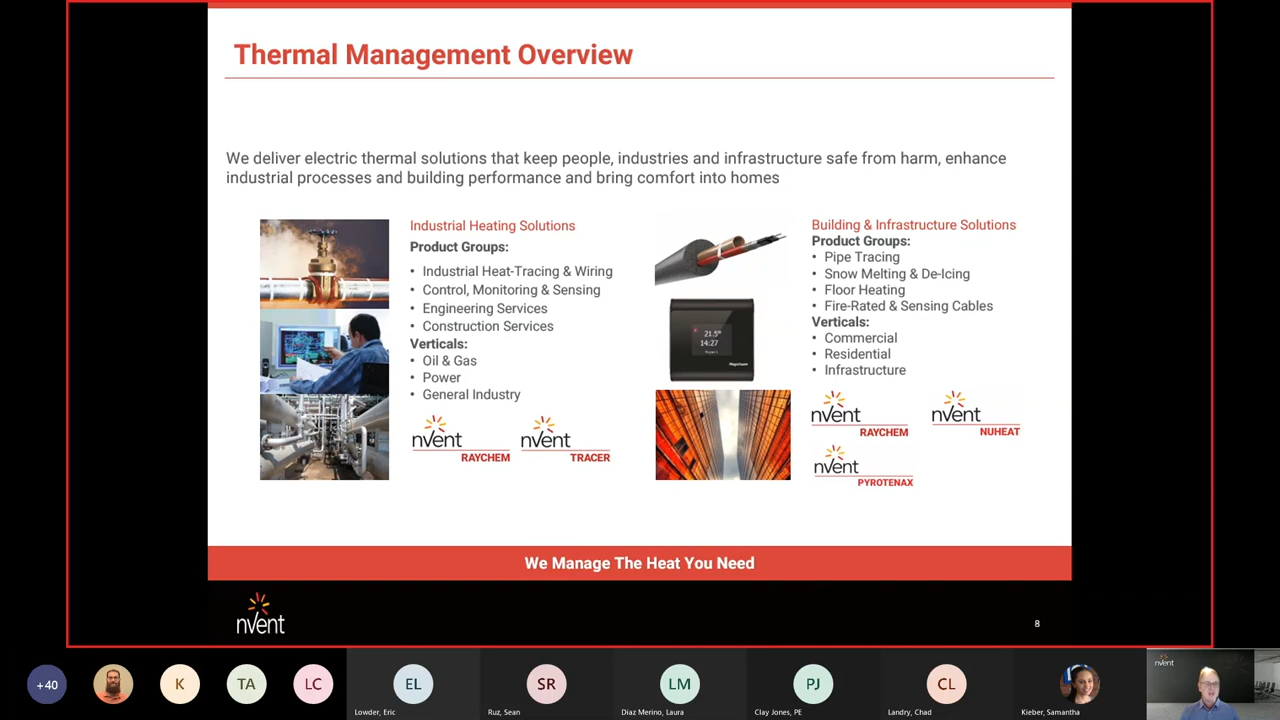 Thermal Management Overview
We deliver electric thermal solutions that keep people, industries and infrastructure safe from harm, enhance
industrial processes and building performance and bring comfort into homes
Industrial Heating Solutions
Product Groups:
• Industrial Heat-Tracing & Wiring
• Control, Monitoring & Sensing
• Engineering Services
• Construction Services
Verticals:
• Oil & Gas
• Power
• General Industry
nvent
RAYCHEM
nvent
TRACER
21.5°
14:27
Building & Infrastructure Solutions
Product Groups:
• Pipe Tracing
• Snow Melting & De-Icing
• Floor Heating
• Fire-Rated & Sensing Cables
Verticals:
• Commercial
• Residential
• Infrastructure
nvent
RAYCHEM
nvent
NUHEAT
nvent
PYROTENAX
We Manage The Heat You Need
nvent
8
+40
K
TA
LC
EL
Lowder, Eric
SR
Ruz, Sean
LM
Diaz Merino, Laura
PJ
Clay Jones, PE
CL
Landry, Chad
Kieber, Samantha
nvent